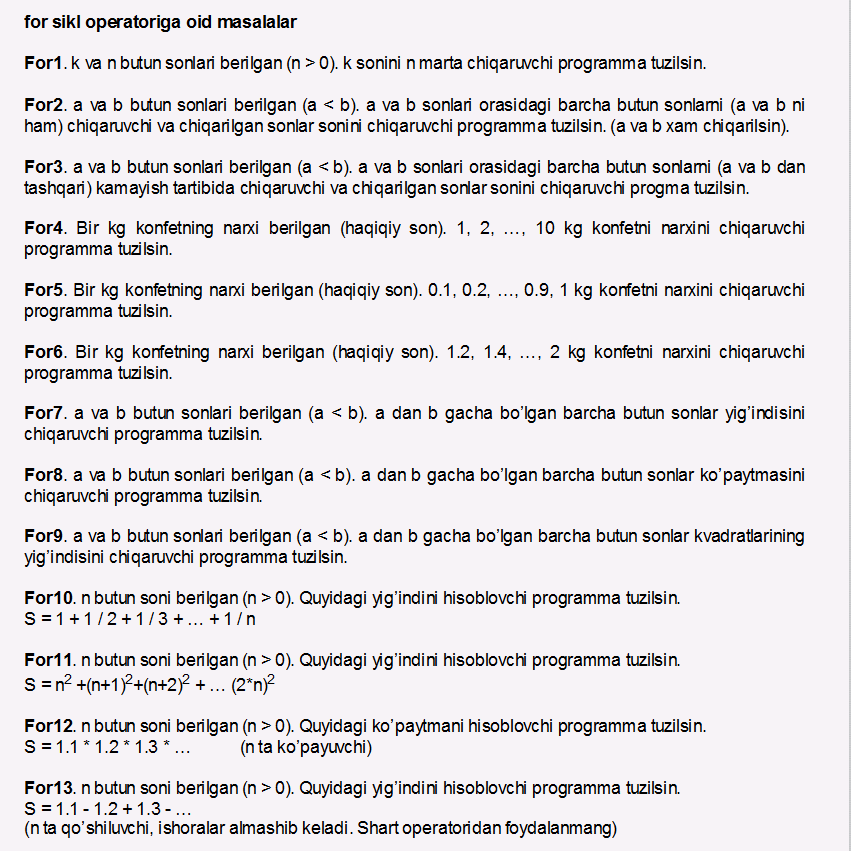 for sikl operatoriga oid masalalar
For1. k va n butun sonlari berilgan (n > 0). k sonini n marta chiqaruvchi programma tuzilsin.
For2. a va b butun sonlari berilgan (a < b). a va b sonlari orasidagi barcha butun sonlarni (a va b ni
ham) chiqaruvchi va chiqarilgan sonlar sonini chiqaruvchi programma tuzilsin. (a va b xam chiqarilsin).
For3. a va b butun sonlari berilgan (a < b). a va b sonlari orasidagi barcha butun sonlarni (a va b dan
tashqari) kamayish tartibida chiqaruvchi va chiqarilgan sonlar sonini chiqaruvchi progma tuzilsin.
For4. Bir kg konfetning narxi berilgan (haqiqiy son). 1, 2, ..., 10 kg konfetni narxini chiqaruvchi
programma tuzilsin.
For5. Bir kg konfetning narxi berilgan (haqiqiy son). 0.1, 0.2, ..., 0.9, 1 kg konfetni narxini chiqaruvchi
programma tuzilsin.
For6. Bir kg konfetning narxi berilgan (haqiqiy son). 1.2, 1.4, ..., 2 kg konfetni narxini chiqaruvchi
programma tuzilsin.
For7. a va b butun sonlari berilgan (a < b). a dan b gacha bo’lgan barcha butun sonlar yig’indisini
chiqaruvchi programma tuzilsin.
For8. a va b butun sonlari berilgan (a < b). a dan b gacha bo’lgan barcha butun sonlar ko’paytmasini
chiqaruvchi programma tuzilsin.
For9. a va b butun sonlari berilgan (a < b). a dan b gacha bo’lgan barcha butun sonlar kvadratlarining
yig’indisini chiqaruvchi programma tuzilsin.
For10. n butun soni berilgan (n > 0). Quyidagi yig’indini hisoblovchi programma tuzilsin.
S = 1 + 1 / 2 + 1 / 3 + ... + 1 / n
For11. n butun soni berilgan (n > 0). Quyidagi yig’indini hisoblovchi programma tuzilsin.
S = n² +(n+1)²+(n+2)² + ... (2*n)²
For12. n butun soni berilgan (n > 0). Quyidagi ko’paytmani hisoblovchi programma tuzilsin.
S = 1.1 * 1.2 * 1.3 * ... (n ta ko’payuvchi)
For13. n butun soni berilgan (n > 0). Quyidagi yig’indini hisoblovchi programma tuzilsin.
S = 1.1 - 1.2 + 1.3 - ...
(n ta qo’shiluvchi, ishoralar almashib keladi. Shart operatoridan foydalanmang)